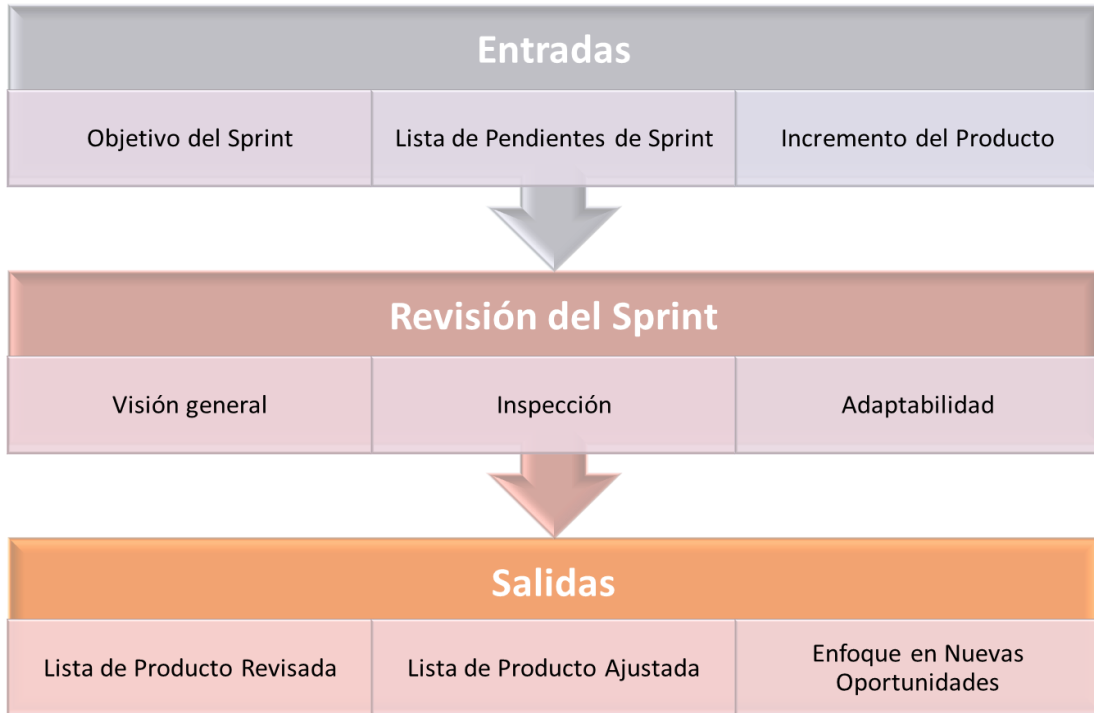 Entradas
Objetivo del Sprint
Lista de Pendientes de Sprint
Incremento del Producto
Revisión del Sprint
Visión general
Inspección
Adaptabilidad
Salidas
Lista de Producto Revisada
Lista de Producto Ajustada
Enfoque en Nuevas
Oportunidades